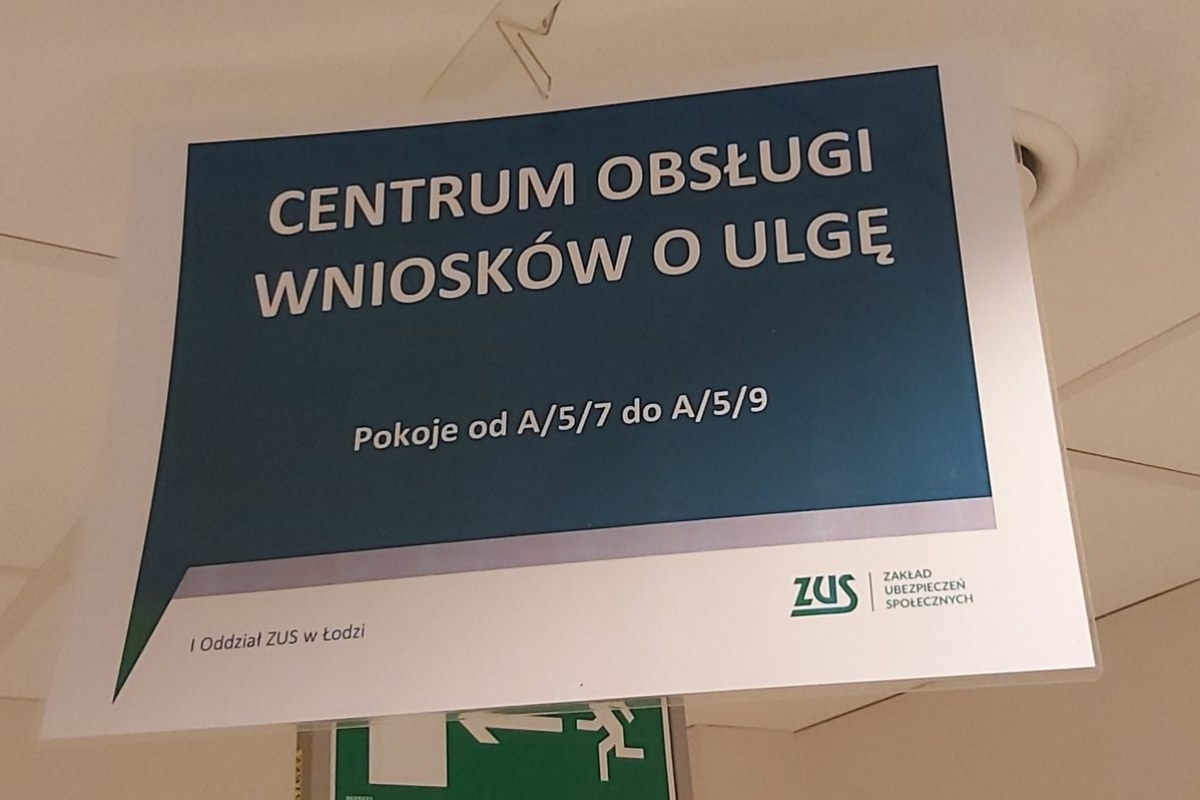 CENTRUM OBSŁUGI
WNIOSKÓW O ULGĘ
Pokoje od A/5/7 do A/5/9
I Oddział ZUS w Łodzi
ZUS
ZAKŁAD
UBEZPIECZEŃ
SPOŁECZNYCH